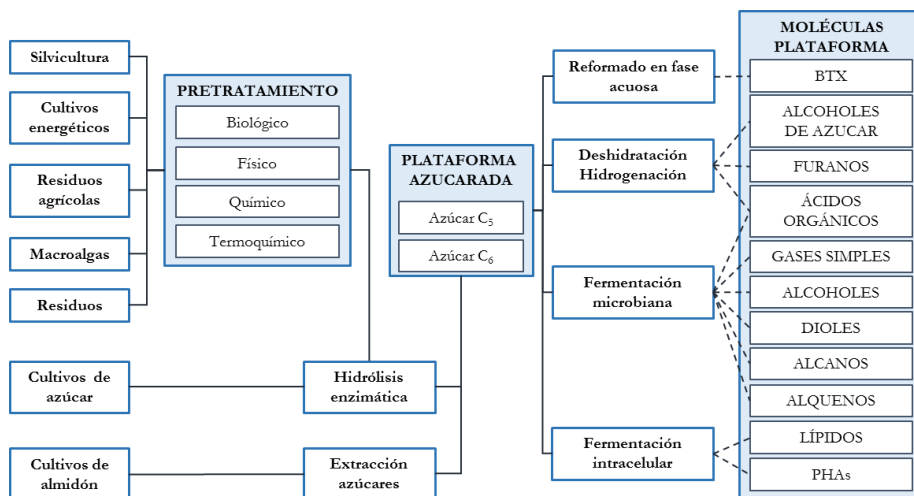 Silvicultura
Cultivos
energéticos
Residuos
agrícolas
Macroalgas
Residuos
Cultivos de
azúcar
Cultivos de
almidón
PRETRATAMIENTO
Biológico
Físico
Químico
Termoquímico
Hidrólisis
enzimática
Extracción
azúcares
PLATAFORMA
AZUCARADA
Azúcar C5
Azúcar C6
Reformado en fase
acuosa
Deshidratación
Hidrogenación
Fermentación
microbiana
Fermentación
intracelular
MOLÉCULAS
PLATAFORMA
BTX
ALCOHOLES
DE AZUCAR
FURANOS
ÁCIDOS
ORGÁNICOS
GASES SIMPLES
ALCOHOLES
DIOLES
ALCANOS
ALQUENOS
LÍPIDOS
PHAs